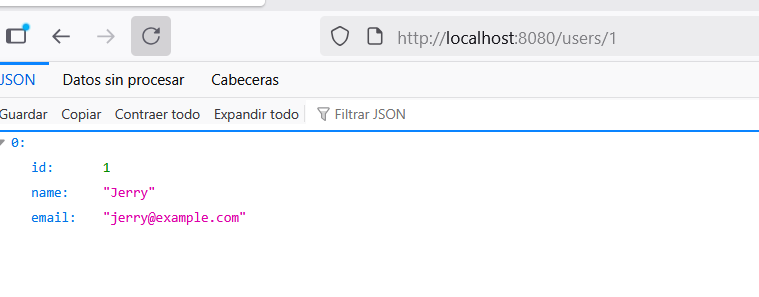 http://localhost:8080/users/1
JSON Datos sin procesar Cabeceras
Guardar Copiar Contraer todo Expandir todo Filtrar JSON
0:
id: 1
name: "Jerry"
email: "jerry@example.com"